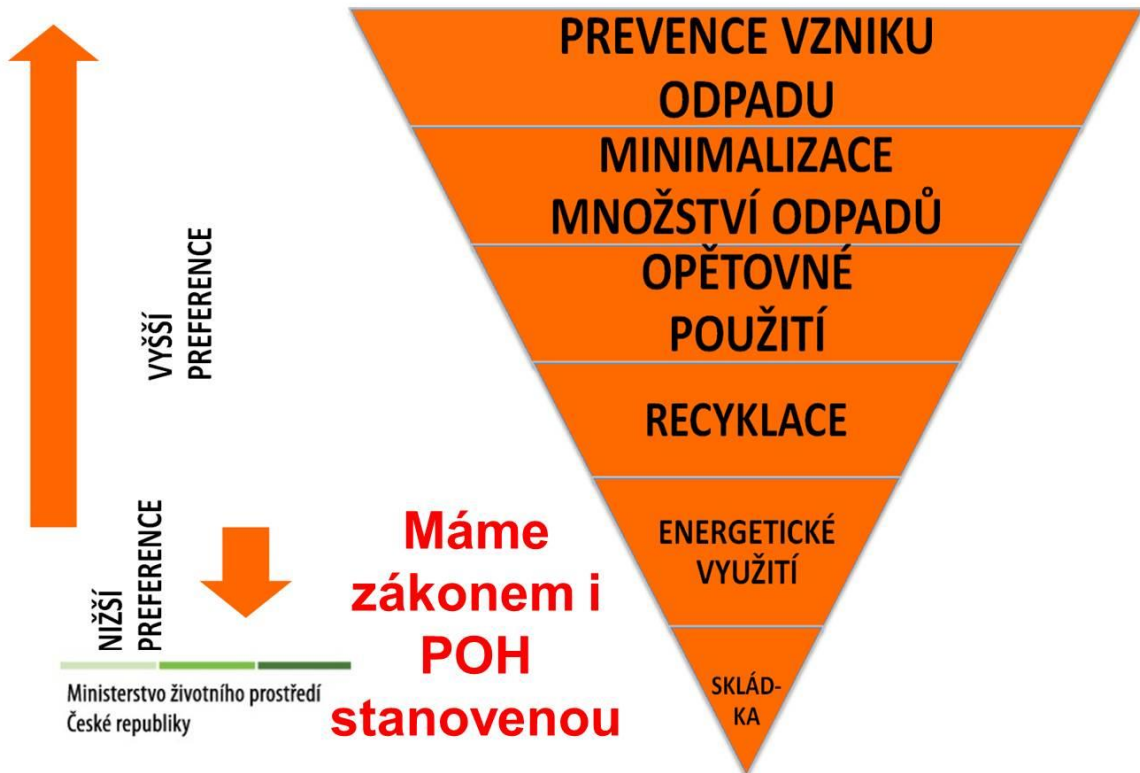 PREVENCE VZNIKU
ODPADU
MINIMALIZACE
MNOŽSTVÍ ODPADŮ
OPĚTOVNÉ
POUŽITÍ
RECYKLACE
ENERGETICKÉ
VYUŽITÍ
SKLÁD-
KA
VYŠŠÍ
PREFERENCE
NIŽŠÍ
PREFERENCE
Máme
zákonem i
POH
stanovenou
Ministerstvo životního prostředí
České republiky